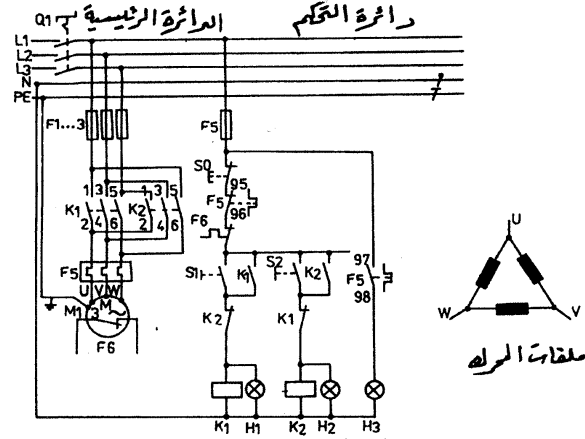 Q1 الدائرة الرئيسية دائرة التحكم
L1
L2
L3
N
PE
F1...3 F5
S0
95
F5
96
F6
1 3 5 1 3 5
K1 K2
2 4 6 2 4 6
F5
U V W
M1 M
3
F6
S1 K1 S2 K2
97
F5
98
K2 K1
K1 H1 K2 H2 H3
U
W V
ملفات المحرك